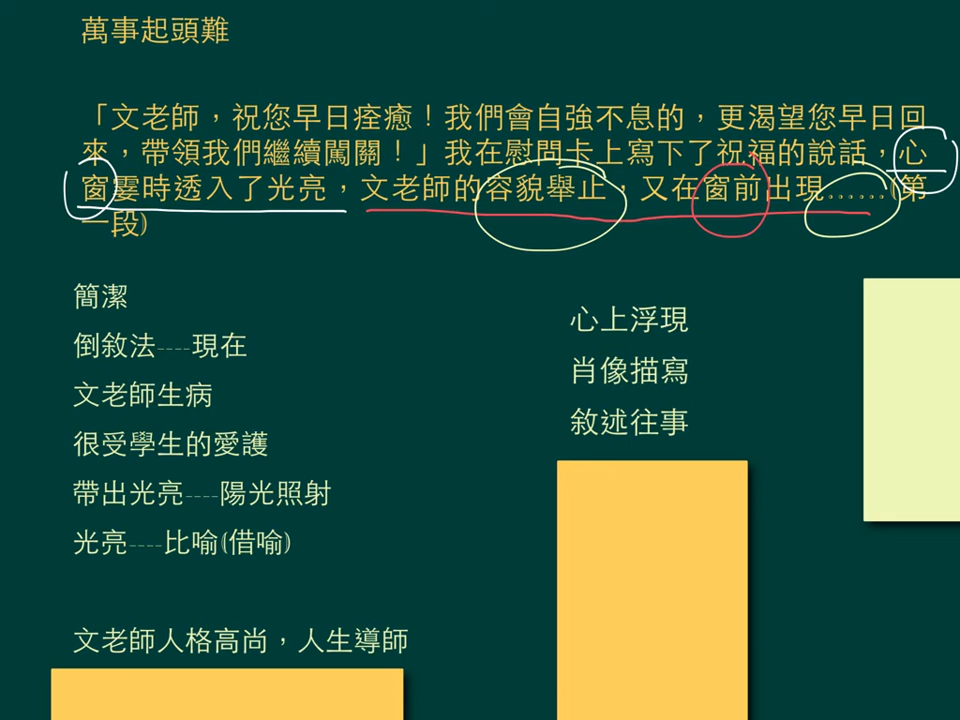 萬事起頭難
「文老師，祝您早日痊癒！我們會自強不息的，更渴望您早日回
來，帶領我們繼續闖關！」我在慰問卡上寫下了祝福的說話，心
窗霎時透入了光亮，文老師的容貌舉止，又在窗前出現……(第
一段)
簡潔
倒敘法----現在
文老師生病
很受學生的愛護
帶出光亮----陽光照射
光亮----比喻(借喻)
文老師人格高尚，人生導師
心上浮現
肖像描寫
敘述往事